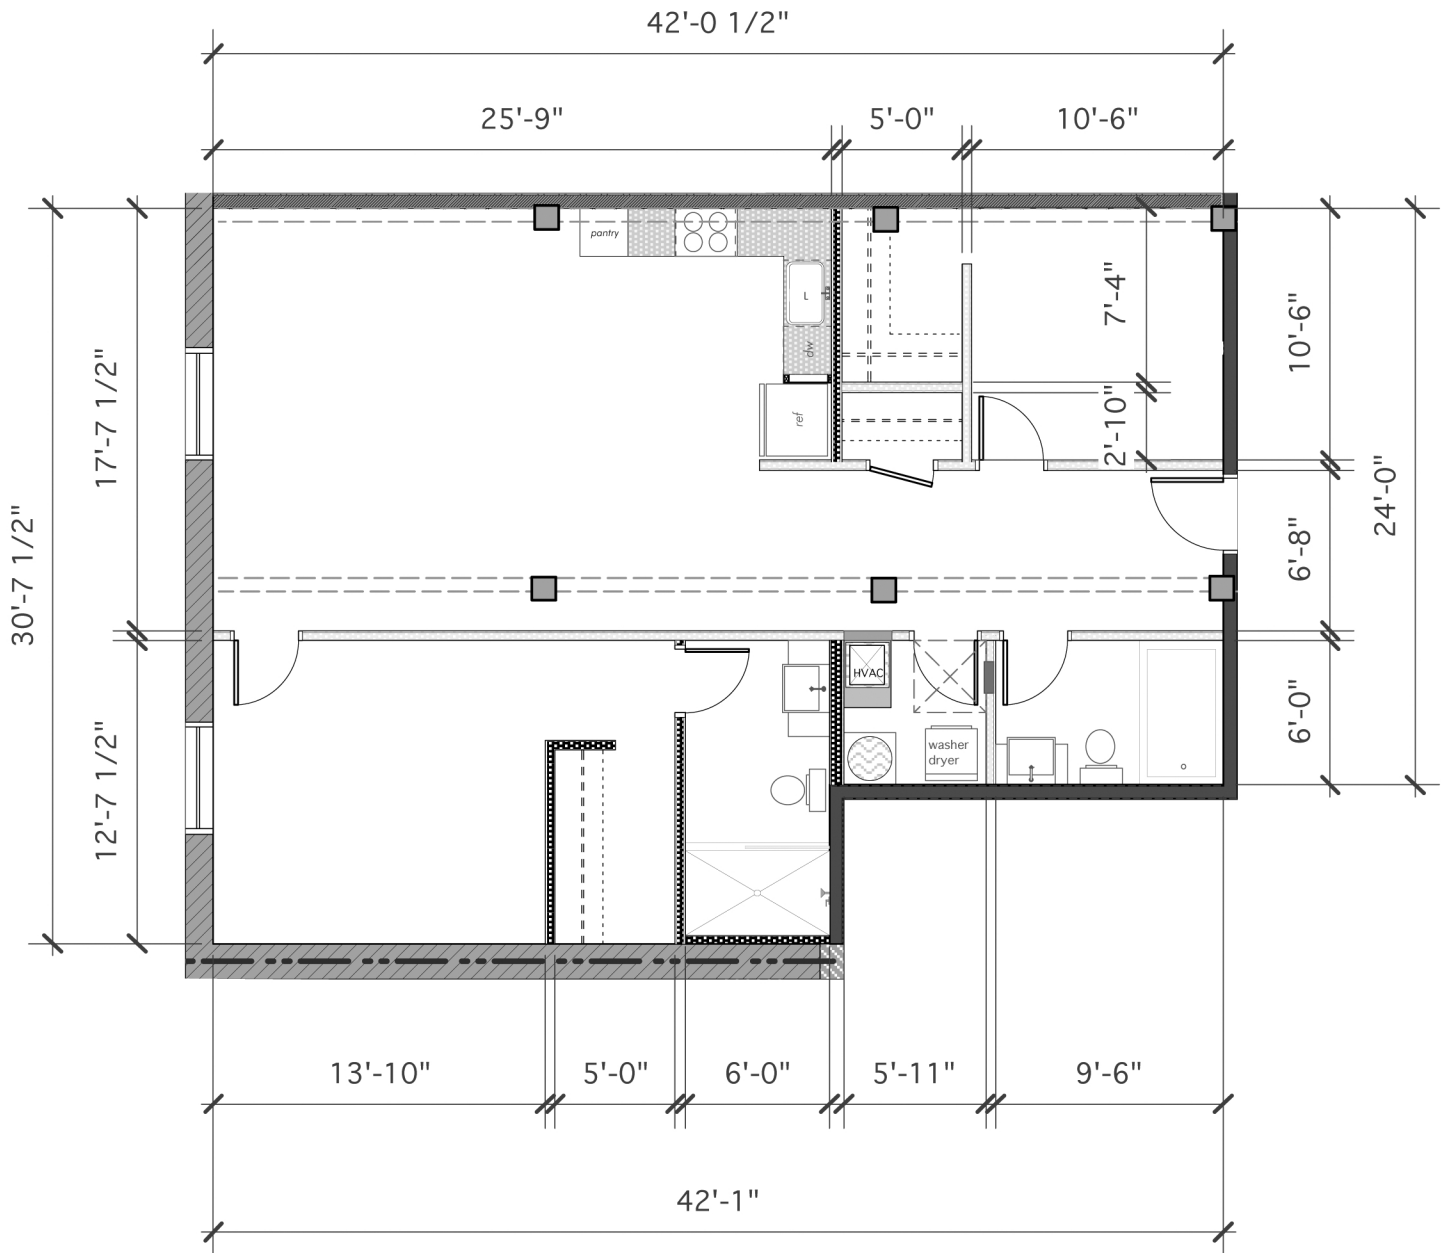 42'-0 1/2"
25'-9"
5'-0"
10'-6"
pantry
L
dw
ref
7'-4"
2'-10"
10'-6"
6'-8"
24'-0"
6'-0"
17'-7 1/2"
30'-7 1/2"
12'-7 1/2"
HVAC
washer
dryer
13'-10"
5'-0"
6'-0"
5'-11"
9'-6"
42'-1"